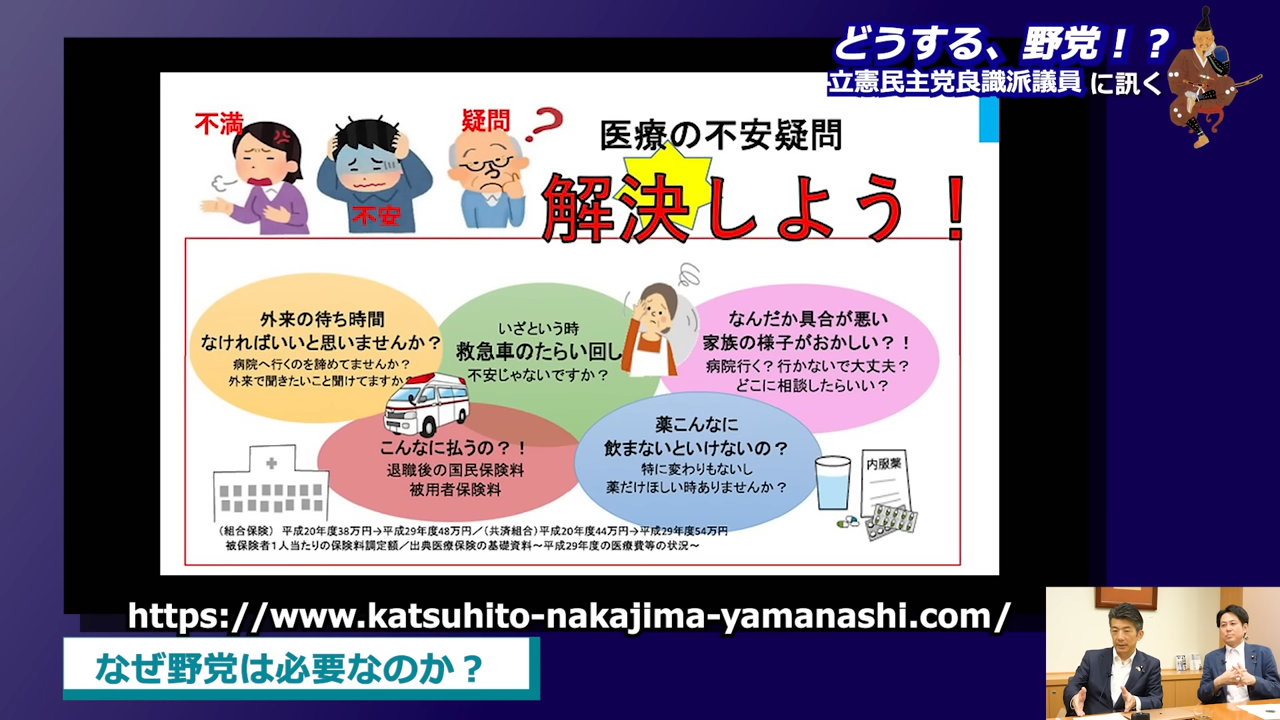 どうする、野党！？
立憲民主党良識派議員 に訊く
不満
不安
疑問
?
医療の不安疑問
解決しよう！
外来の待ち時間
なければいいと思いませんか？
病院へ行くのを諦めてませんか？
外来で聞きたいこと聞けてますか？
いざという時
救急車のたらい回し
不安じゃないですか？
なんだか具合が悪い
家族の様子がおかしい？！
病院行く？行かないで大丈夫？
どこに相談したらいい？
こんなに払うの？！
退職後の国民保険料
被用者保険料
薬こんなに
飲まないといけないの？
特に変わりもないし
薬だけほしい時ありませんか？
内服薬
（組合保険） 平成20年度38万円→平成29年度48万円／（共済組合）平成20年度44万円→平成29年度54万円
被保険者1人当たりの保険料調定額／出典医療保険の基礎資料～平成29年度の医療費等の状況～
https://www.katsuhito-nakajima-yamanashi.com/
なぜ野党は必要なのか？